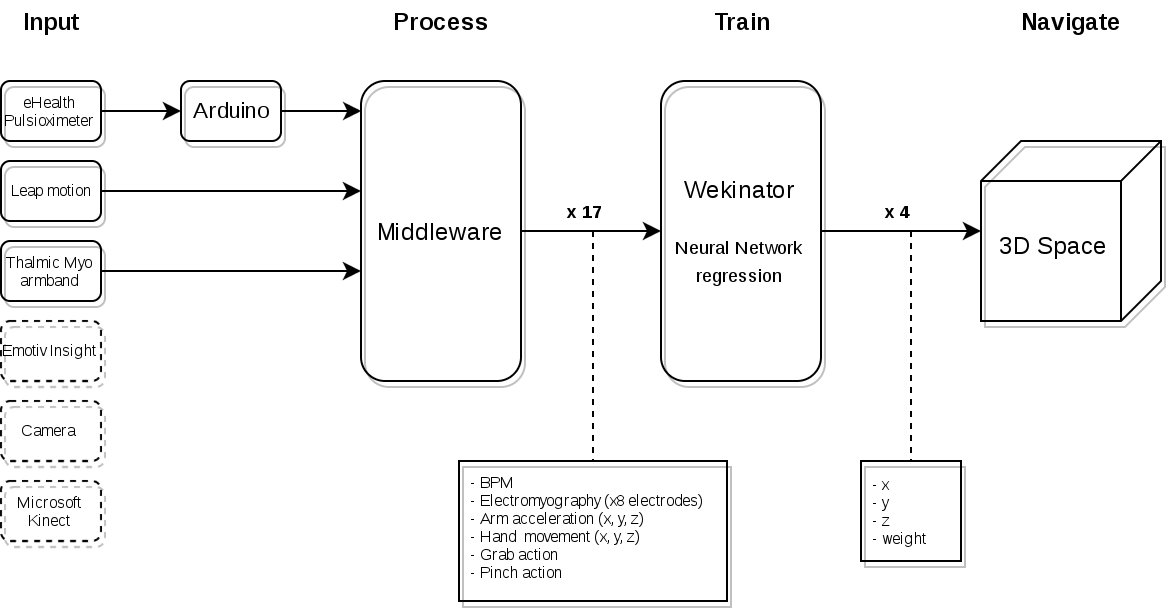 Input
Process
Train
Navigate
eHealth
Pulsioximeter
Arduino
Leap motion
Thalmic Myo
armband
Emotiv Insight
Camera
Microsoft
Kinect
Middleware
x 17
Wekinator
Neural Network
regression
x 4
3D Space
- BPM
- Electromyography (x8 electrodes)
- Arm acceleration (x, y, z)
- Hand movement (x, y, z)
- Grab action
- Pinch action
- x
- y
- z
- weight